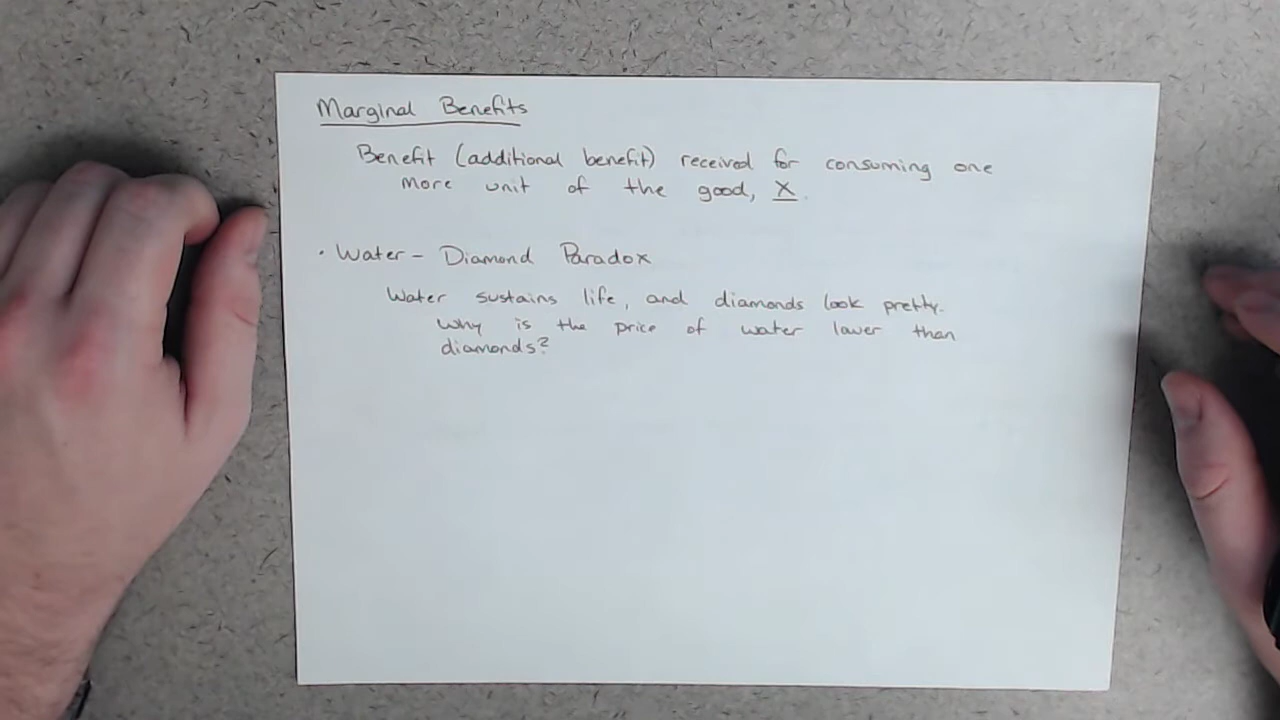 Marginal Benefits
Benefit (additional benefit) received for consuming one
more unit of the good, X.
• Water - Diamond Paradox
Water sustains life, and diamonds look pretty.
Why is the price of water lower than
diamonds?